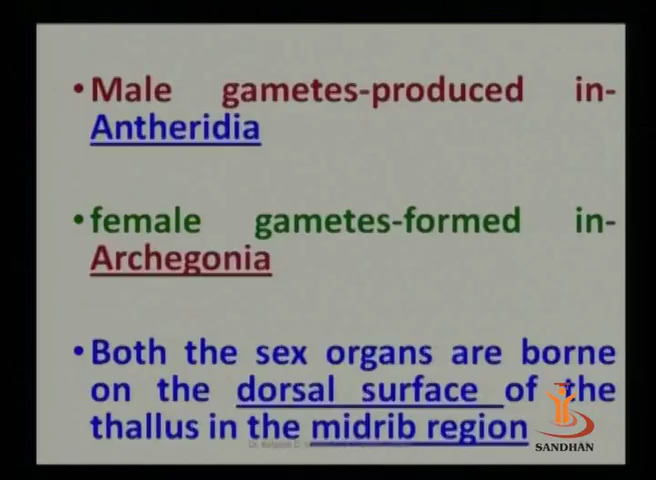 • Male gametes-produced in-
Antheridia
• female gametes-formed in-
Archegonia
• Both the sex organs are borne
on the dorsal surface of the
thallus in the midrib region
SANDHAN